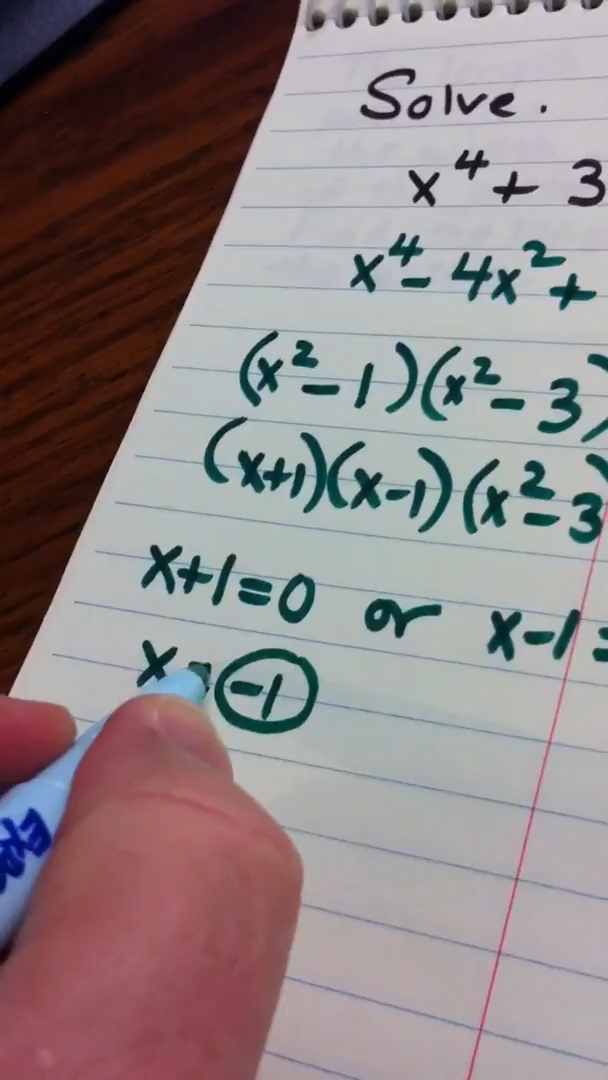 Solve.
x⁴ + 3
x⁴ - 4x² +
(x² - 1)(x² - 3)
(x+1)(x-1)(x² - 3
x+1=0 or x-1=
x = -1